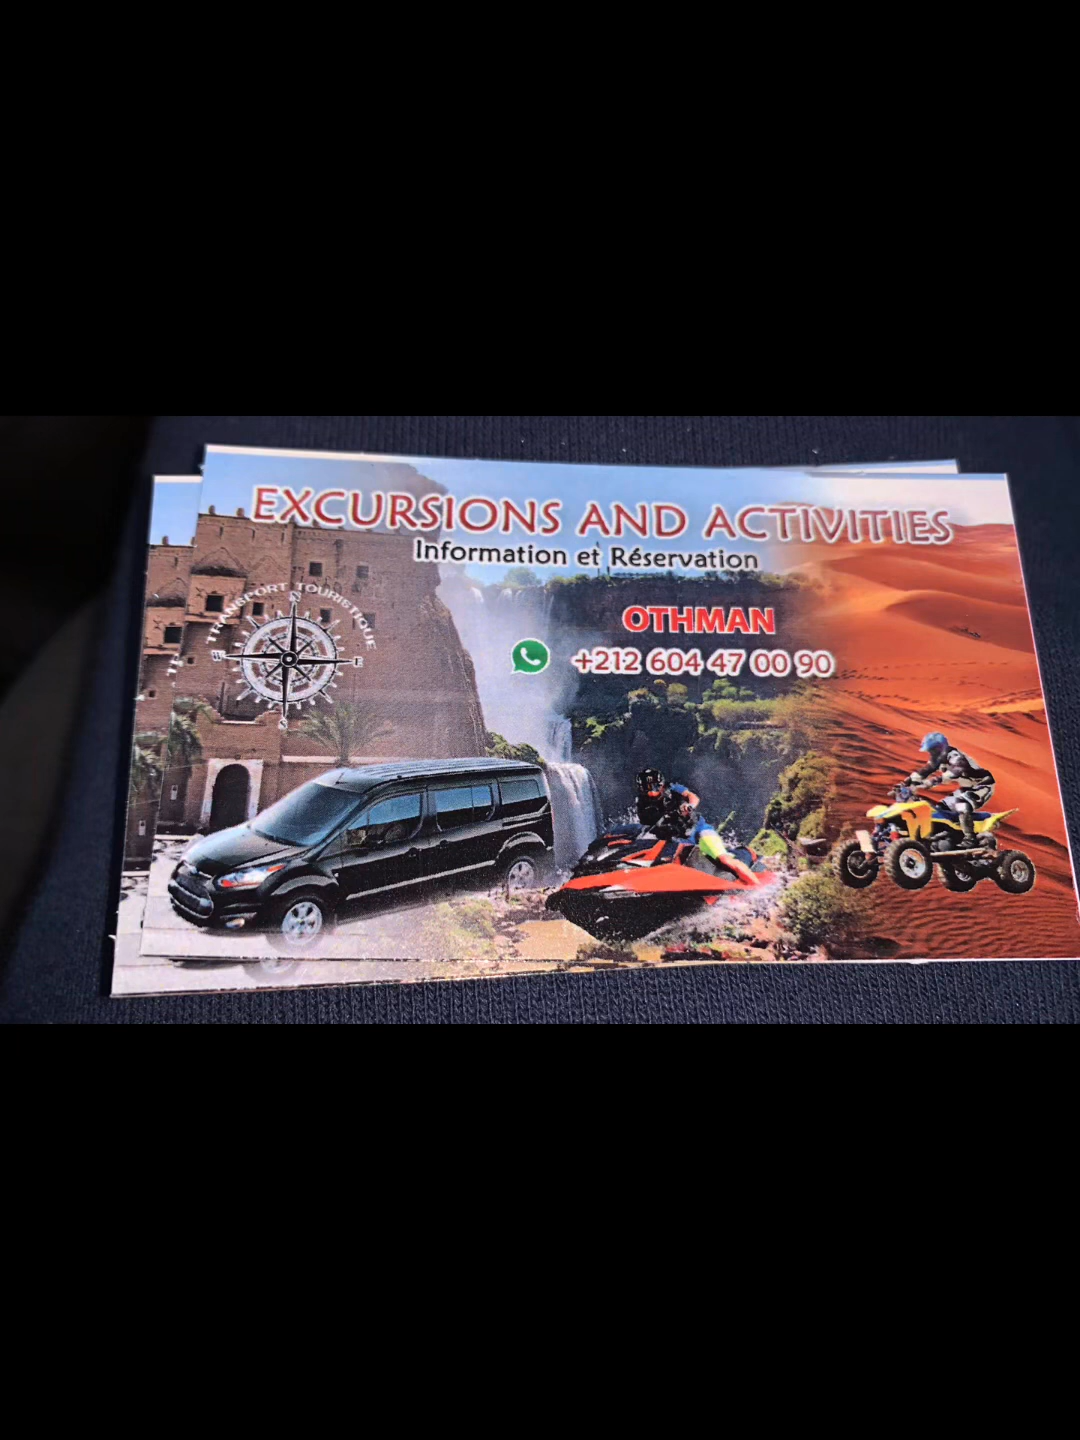 EXCURSIONS AND ACTIVITIES
Information et Réservation
TRANSPORT TOURISTIQUE
N
W
E
S
OTHMAN
+212 604 47 00 90